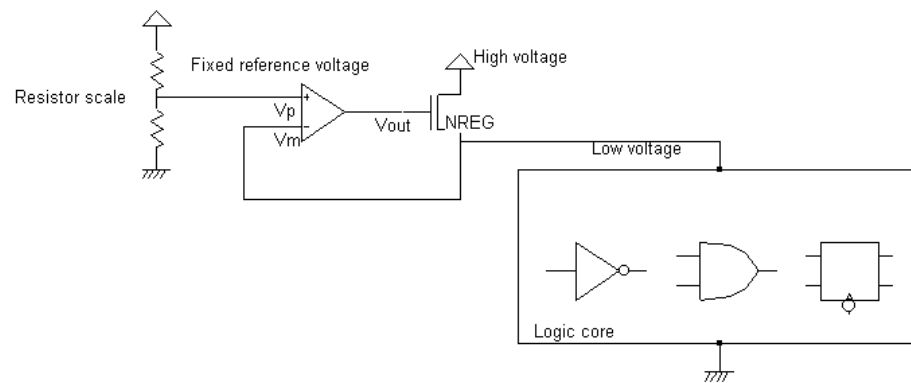 Fixed reference voltage
High voltage
Resistor scale
Vp
Vm
Vout
NREG
Low voltage
Logic core